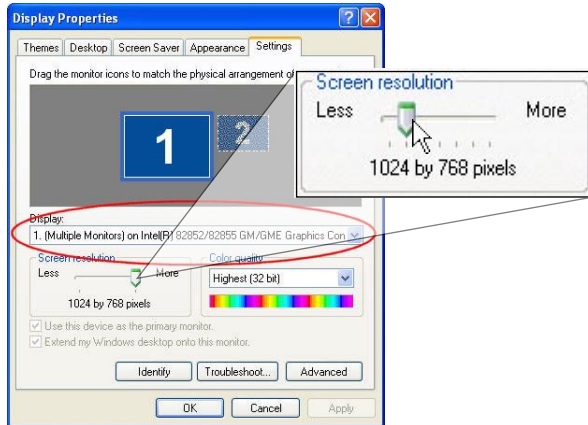 Display Properties
Themes Desktop Screen Saver Appearance Settings
Drag the monitor icons to match the physical arrangement of
1 2
Screen resolution
Less More
1024 by 768 pixels
Display:
1. (Multiple Monitors) on Intel(R) 82852/82855 GM/GME Graphics Con
Screen resolution Color quality
Less More Highest (32 bit)
1024 by 768 pixels
Use this device as the primary monitor.
Extend my Windows desktop onto this monitor.
Identify Troubleshoot... Advanced
OK Cancel Apply